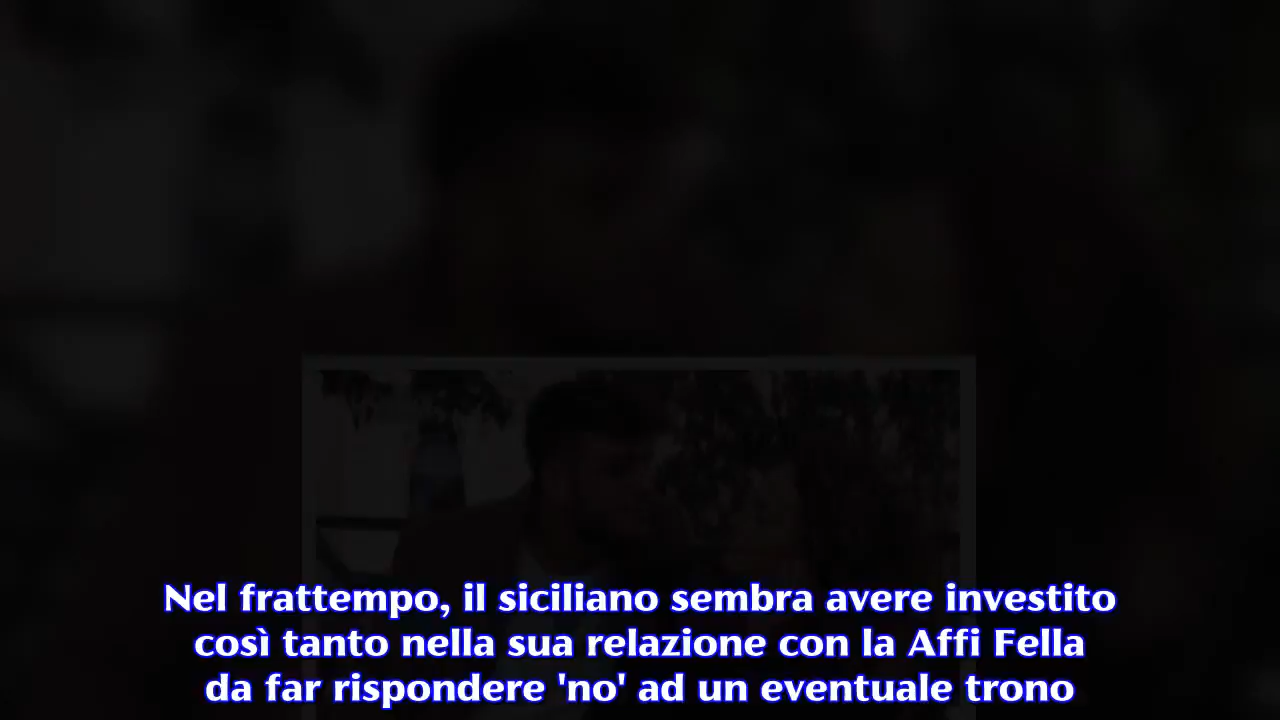 Nel frattempo, il siciliano sembra avere investito
così tanto nella sua relazione con la Affi Fella
da far rispondere 'no' ad un eventuale trono